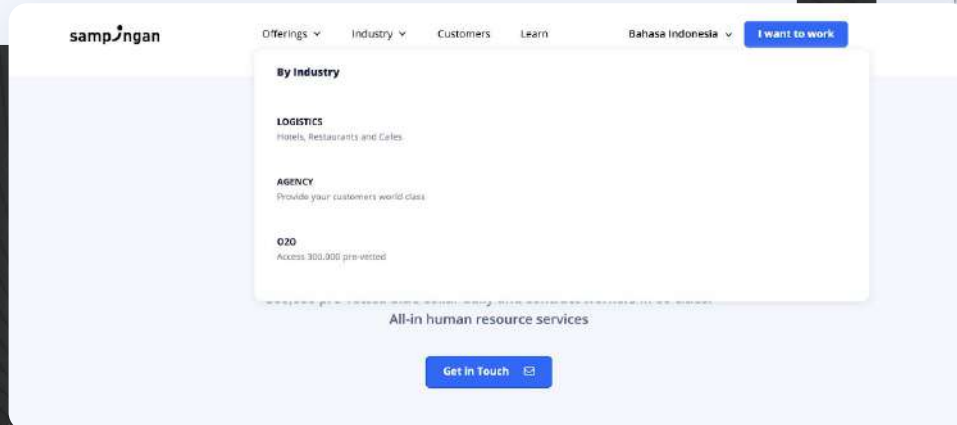 sampingan
Offerings Industry Customers Learn Bahasa Indonesia I want to work
By Industry
LOGISTICS
Hotels, Restaurants and Cafes
AGENCY
Provide your customers world class
O2O
Access 300.000 pre-vetted
All-in human resource services
Get in Touch